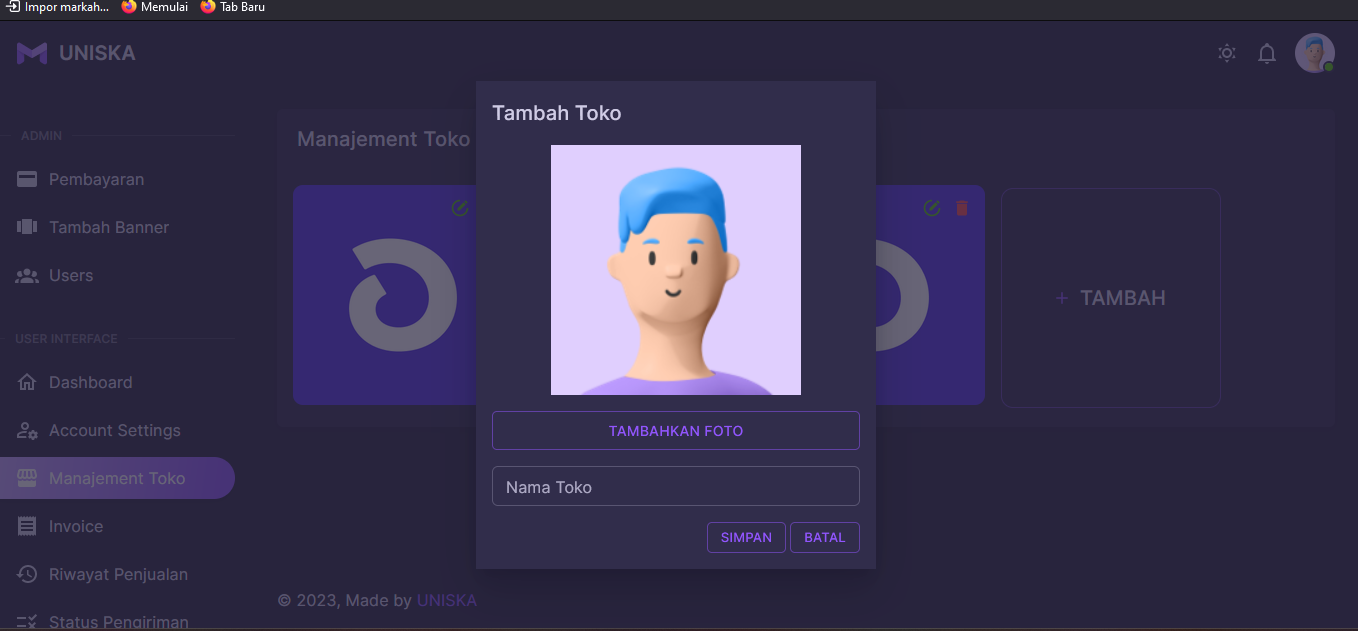 Impor markah... Memulai Tab Baru
UNISKA
ADMIN
Pembayaran
Tambah Banner
Users
USER INTERFACE
Dashboard
Account Settings
Manajement Toko
Invoice
Riwayat Penjualan
Status Pengiriman
Manajement Toko
+ TAMBAH
Tambah Toko
TAMBAHKAN FOTO
Nama Toko
SIMPAN BATAL
© 2023, Made by UNISKA